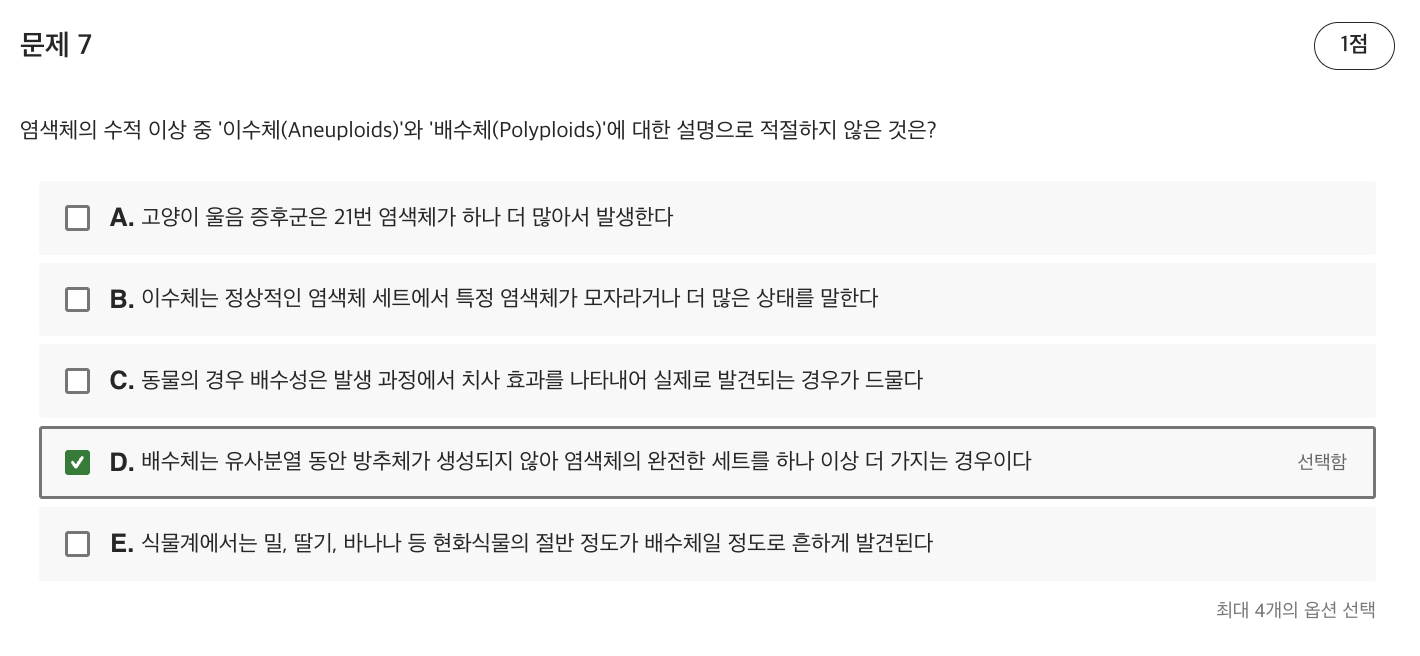 문제 7
1점
염색체의 수적 이상 중 '이수체(Aneuploids)'와 '배수체(Polyploids)'에 대한 설명으로 적절하지 않은 것은?
A. 고양이 울음 증후군은 21번 염색체가 하나 더 많아서 발생한다
B. 이수체는 정상적인 염색체 세트에서 특정 염색체가 모자라거나 더 많은 상태를 말한다
C. 동물의 경우 배수성은 발생 과정에서 치사 효과를 나타내어 실제로 발견되는 경우가 드물다
D. 배수체는 유사분열 동안 방추체가 생성되지 않아 염색체의 완전한 세트를 하나 이상 더 가지는 경우이다 선택함
E. 식물계에서는 밀, 딸기, 바나나 등 현화식물의 절반 정도가 배수체일 정도로 흔하게 발견된다
최대 4개의 옵션 선택